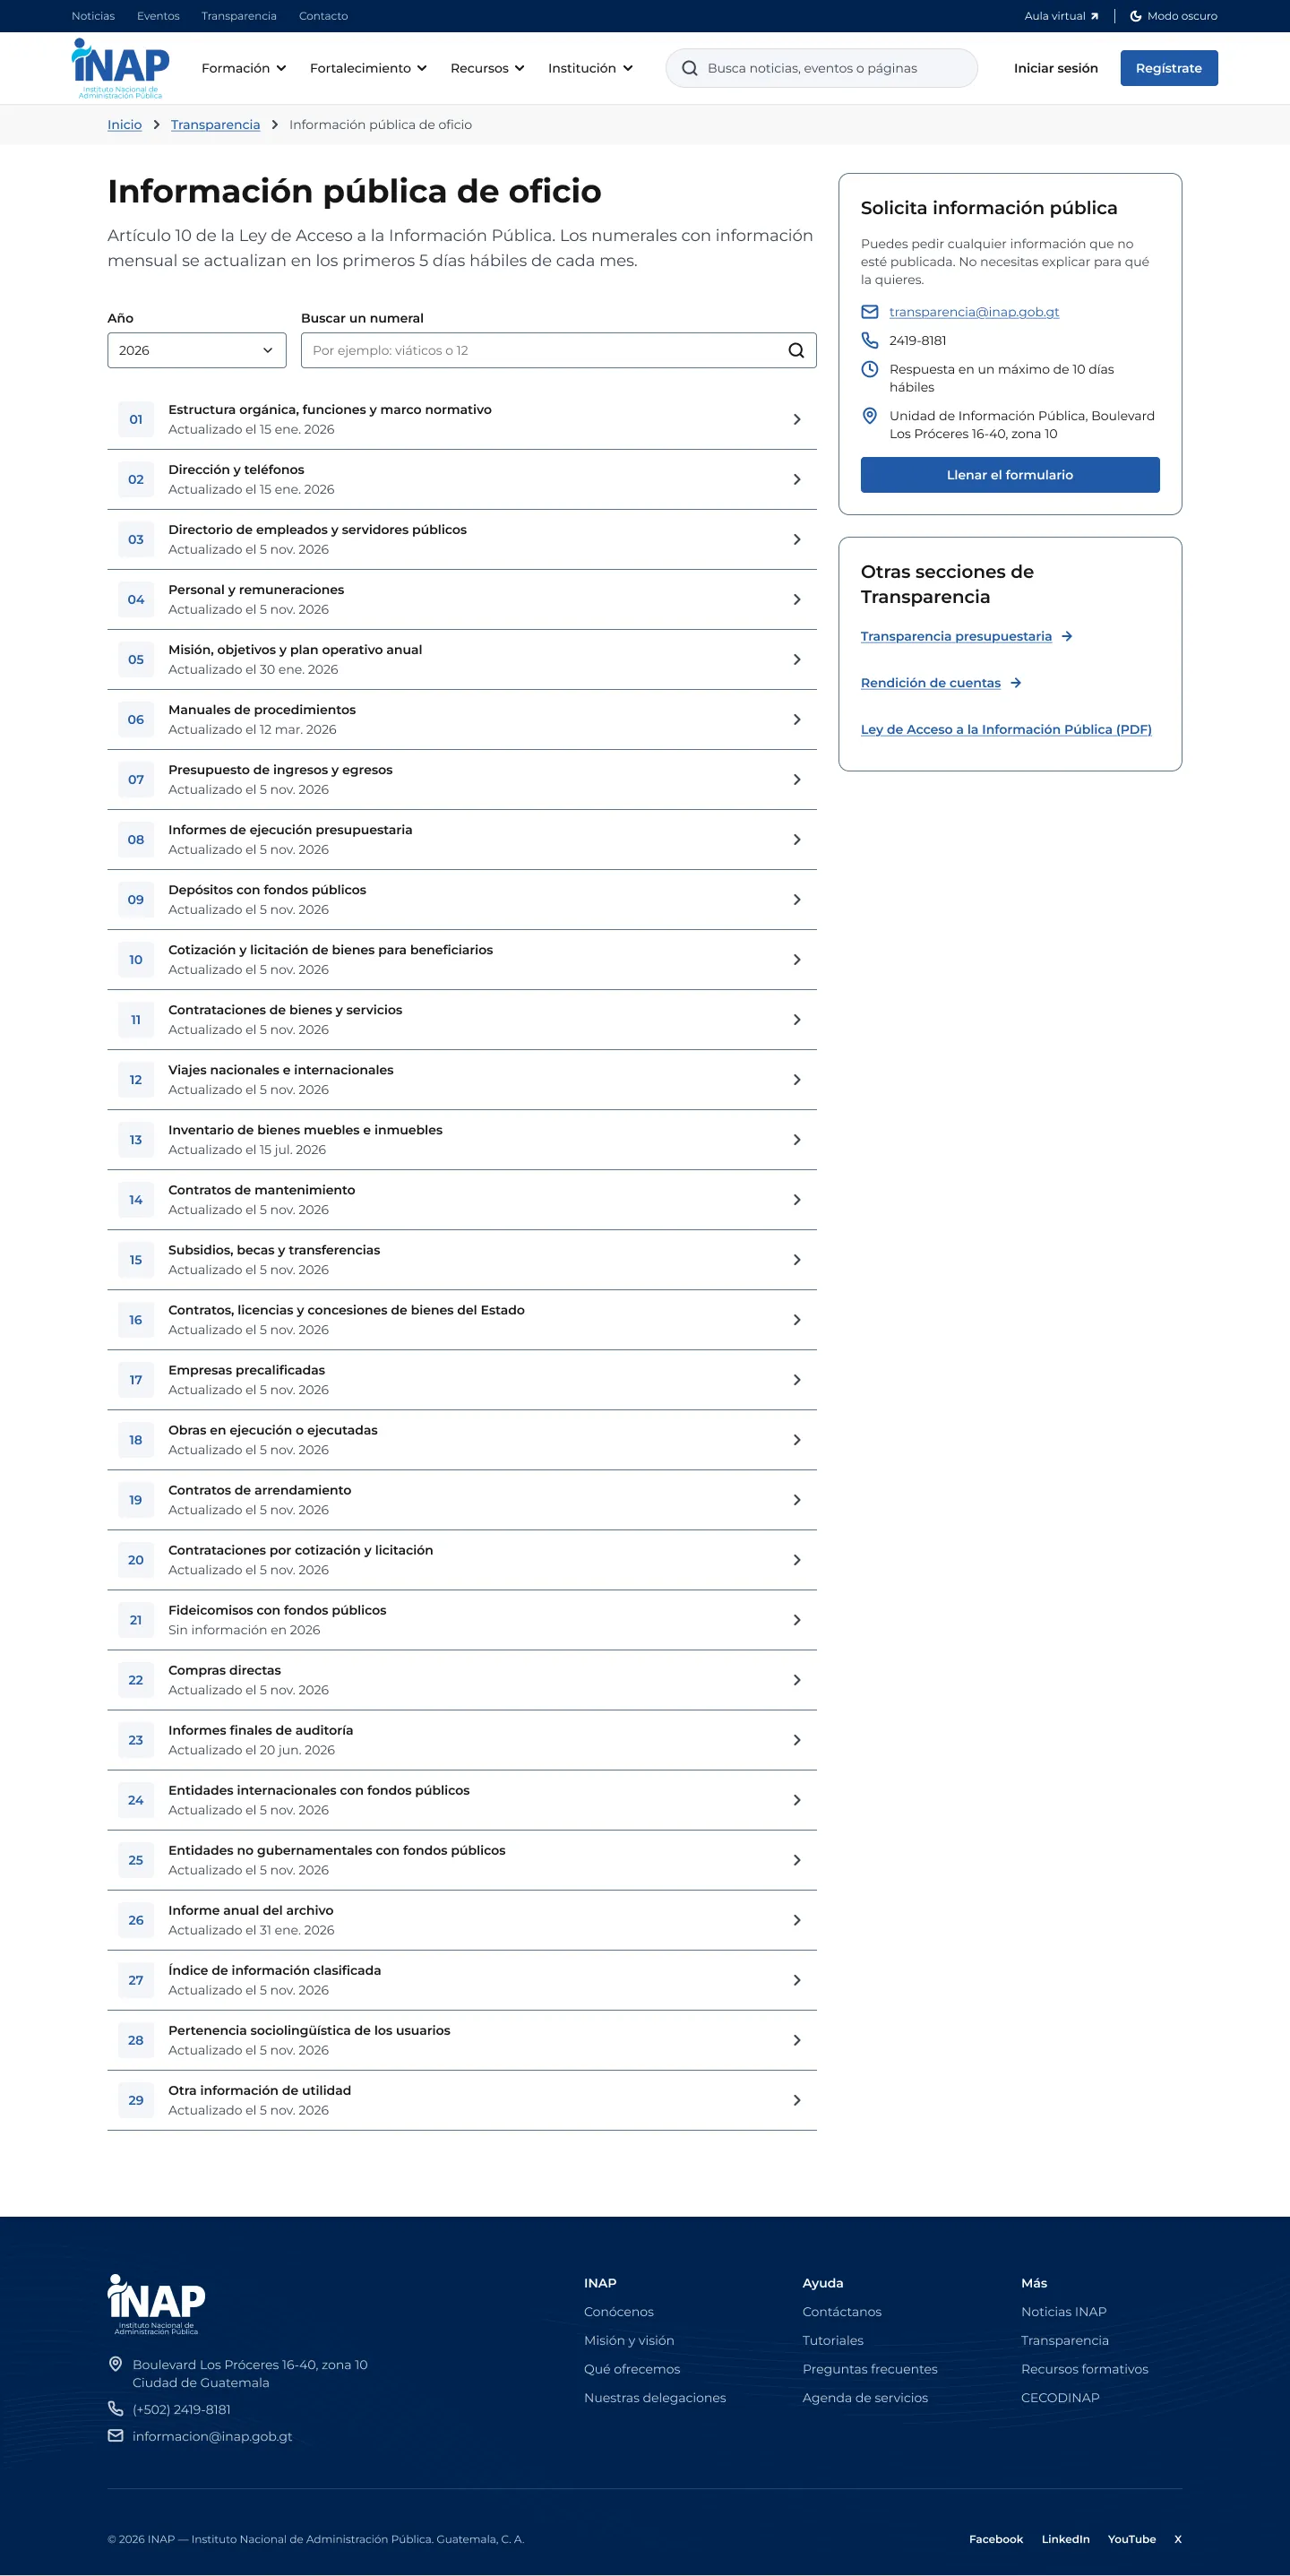 Noticias Eventos Transparencia Contacto Aula virtual Modo oscuro
iNAP
Instituto Nacional de
Administración Pública
Formación Fortalecimiento Recursos Institución Busca noticias, eventos o páginas Iniciar sesión Regístrate
Inicio Transparencia Información pública de oficio
Información pública de oficio
Artículo 10 de la Ley de Acceso a la Información Pública. Los numerales con información
mensual se actualizan en los primeros 5 días hábiles de cada mes.
Año
2026
Buscar un numeral
Por ejemplo: viáticos o 12
01
Estructura orgánica, funciones y marco normativo
Actualizado el 15 ene. 2026
02
Dirección y teléfonos
Actualizado el 15 ene. 2026
03
Directorio de empleados y servidores públicos
Actualizado el 5 nov. 2026
04
Personal y remuneraciones
Actualizado el 5 nov. 2026
05
Misión, objetivos y plan operativo anual
Actualizado el 30 ene. 2026
06
Manuales de procedimientos
Actualizado el 12 mar. 2026
07
Presupuesto de ingresos y egresos
Actualizado el 5 nov. 2026
08
Informes de ejecución presupuestaria
Actualizado el 5 nov. 2026
09
Depósitos con fondos públicos
Actualizado el 5 nov. 2026
10
Cotización y licitación de bienes para beneficiarios
Actualizado el 5 nov. 2026
11
Contrataciones de bienes y servicios
Actualizado el 5 nov. 2026
12
Viajes nacionales e internacionales
Actualizado el 5 nov. 2026
13
Inventario de bienes muebles e inmuebles
Actualizado el 15 jul. 2026
14
Contratos de mantenimiento
Actualizado el 5 nov. 2026
15
Subsidios, becas y transferencias
Actualizado el 5 nov. 2026
16
Contratos, licencias y concesiones de bienes del Estado
Actualizado el 5 nov. 2026
17
Empresas precalificadas
Actualizado el 5 nov. 2026
18
Obras en ejecución o ejecutadas
Actualizado el 5 nov. 2026
19
Contratos de arrendamiento
Actualizado el 5 nov. 2026
20
Contrataciones por cotización y licitación
Actualizado el 5 nov. 2026
21
Fideicomisos con fondos públicos
Sin información en 2026
22
Compras directas
Actualizado el 5 nov. 2026
23
Informes finales de auditoría
Actualizado el 20 jun. 2026
24
Entidades internacionales con fondos públicos
Actualizado el 5 nov. 2026
25
Entidades no gubernamentales con fondos públicos
Actualizado el 5 nov. 2026
26
Informe anual del archivo
Actualizado el 31 ene. 2026
27
Índice de información clasificada
Actualizado el 5 nov. 2026
28
Pertenencia sociolingüística de los usuarios
Actualizado el 5 nov. 2026
29
Otra información de utilidad
Actualizado el 5 nov. 2026
Solicita información pública
Puedes pedir cualquier información que no
esté publicada. No necesitas explicar para qué
la quieres.
transparencia@inap.gob.gt
2419-8181
Respuesta en un máximo de 10 días
hábiles
Unidad de Información Pública, Boulevard
Los Próceres 16-40, zona 10
Llenar el formulario
Otras secciones de
Transparencia
Transparencia presupuestaria
Rendición de cuentas
Ley de Acceso a la Información Pública (PDF)
iNAP
Instituto Nacional de
Administración Pública
Boulevard Los Próceres 16-40, zona 10
Ciudad de Guatemala
(+502) 2419-8181
informacion@inap.gob.gt
INAP
Conócenos
Misión y visión
Qué ofrecemos
Nuestras delegaciones
Ayuda
Contáctanos
Tutoriales
Preguntas frecuentes
Agenda de servicios
Más
Noticias INAP
Transparencia
Recursos formativos
CECODINAP
© 2026 INAP — Instituto Nacional de Administración Pública. Guatemala, C. A.
Facebook LinkedIn YouTube X